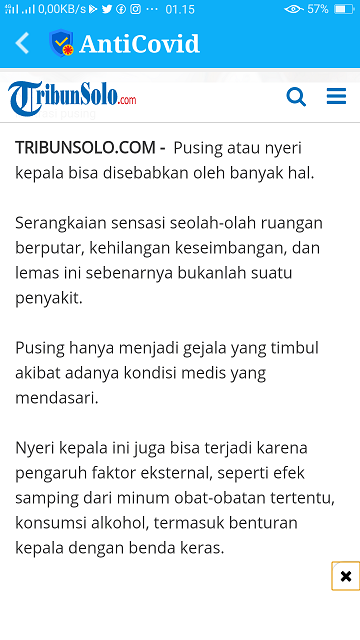 0,00KB/s ··· 01.15 57%
AntiCovid
TribunSolo.com
TRIBUNSOLO.COM - Pusing atau nyeri
kepala bisa disebabkan oleh banyak hal.
Serangkaian sensasi seolah-olah ruangan
berputar, kehilangan keseimbangan, dan
lemas ini sebenarnya bukanlah suatu
penyakit.
Pusing hanya menjadi gejala yang timbul
akibat adanya kondisi medis yang
mendasari.
Nyeri kepala ini juga bisa terjadi karena
pengaruh faktor eksternal, seperti efek
samping dari minum obat-obatan tertentu,
konsumsi alkohol, termasuk benturan
kepala dengan benda keras.